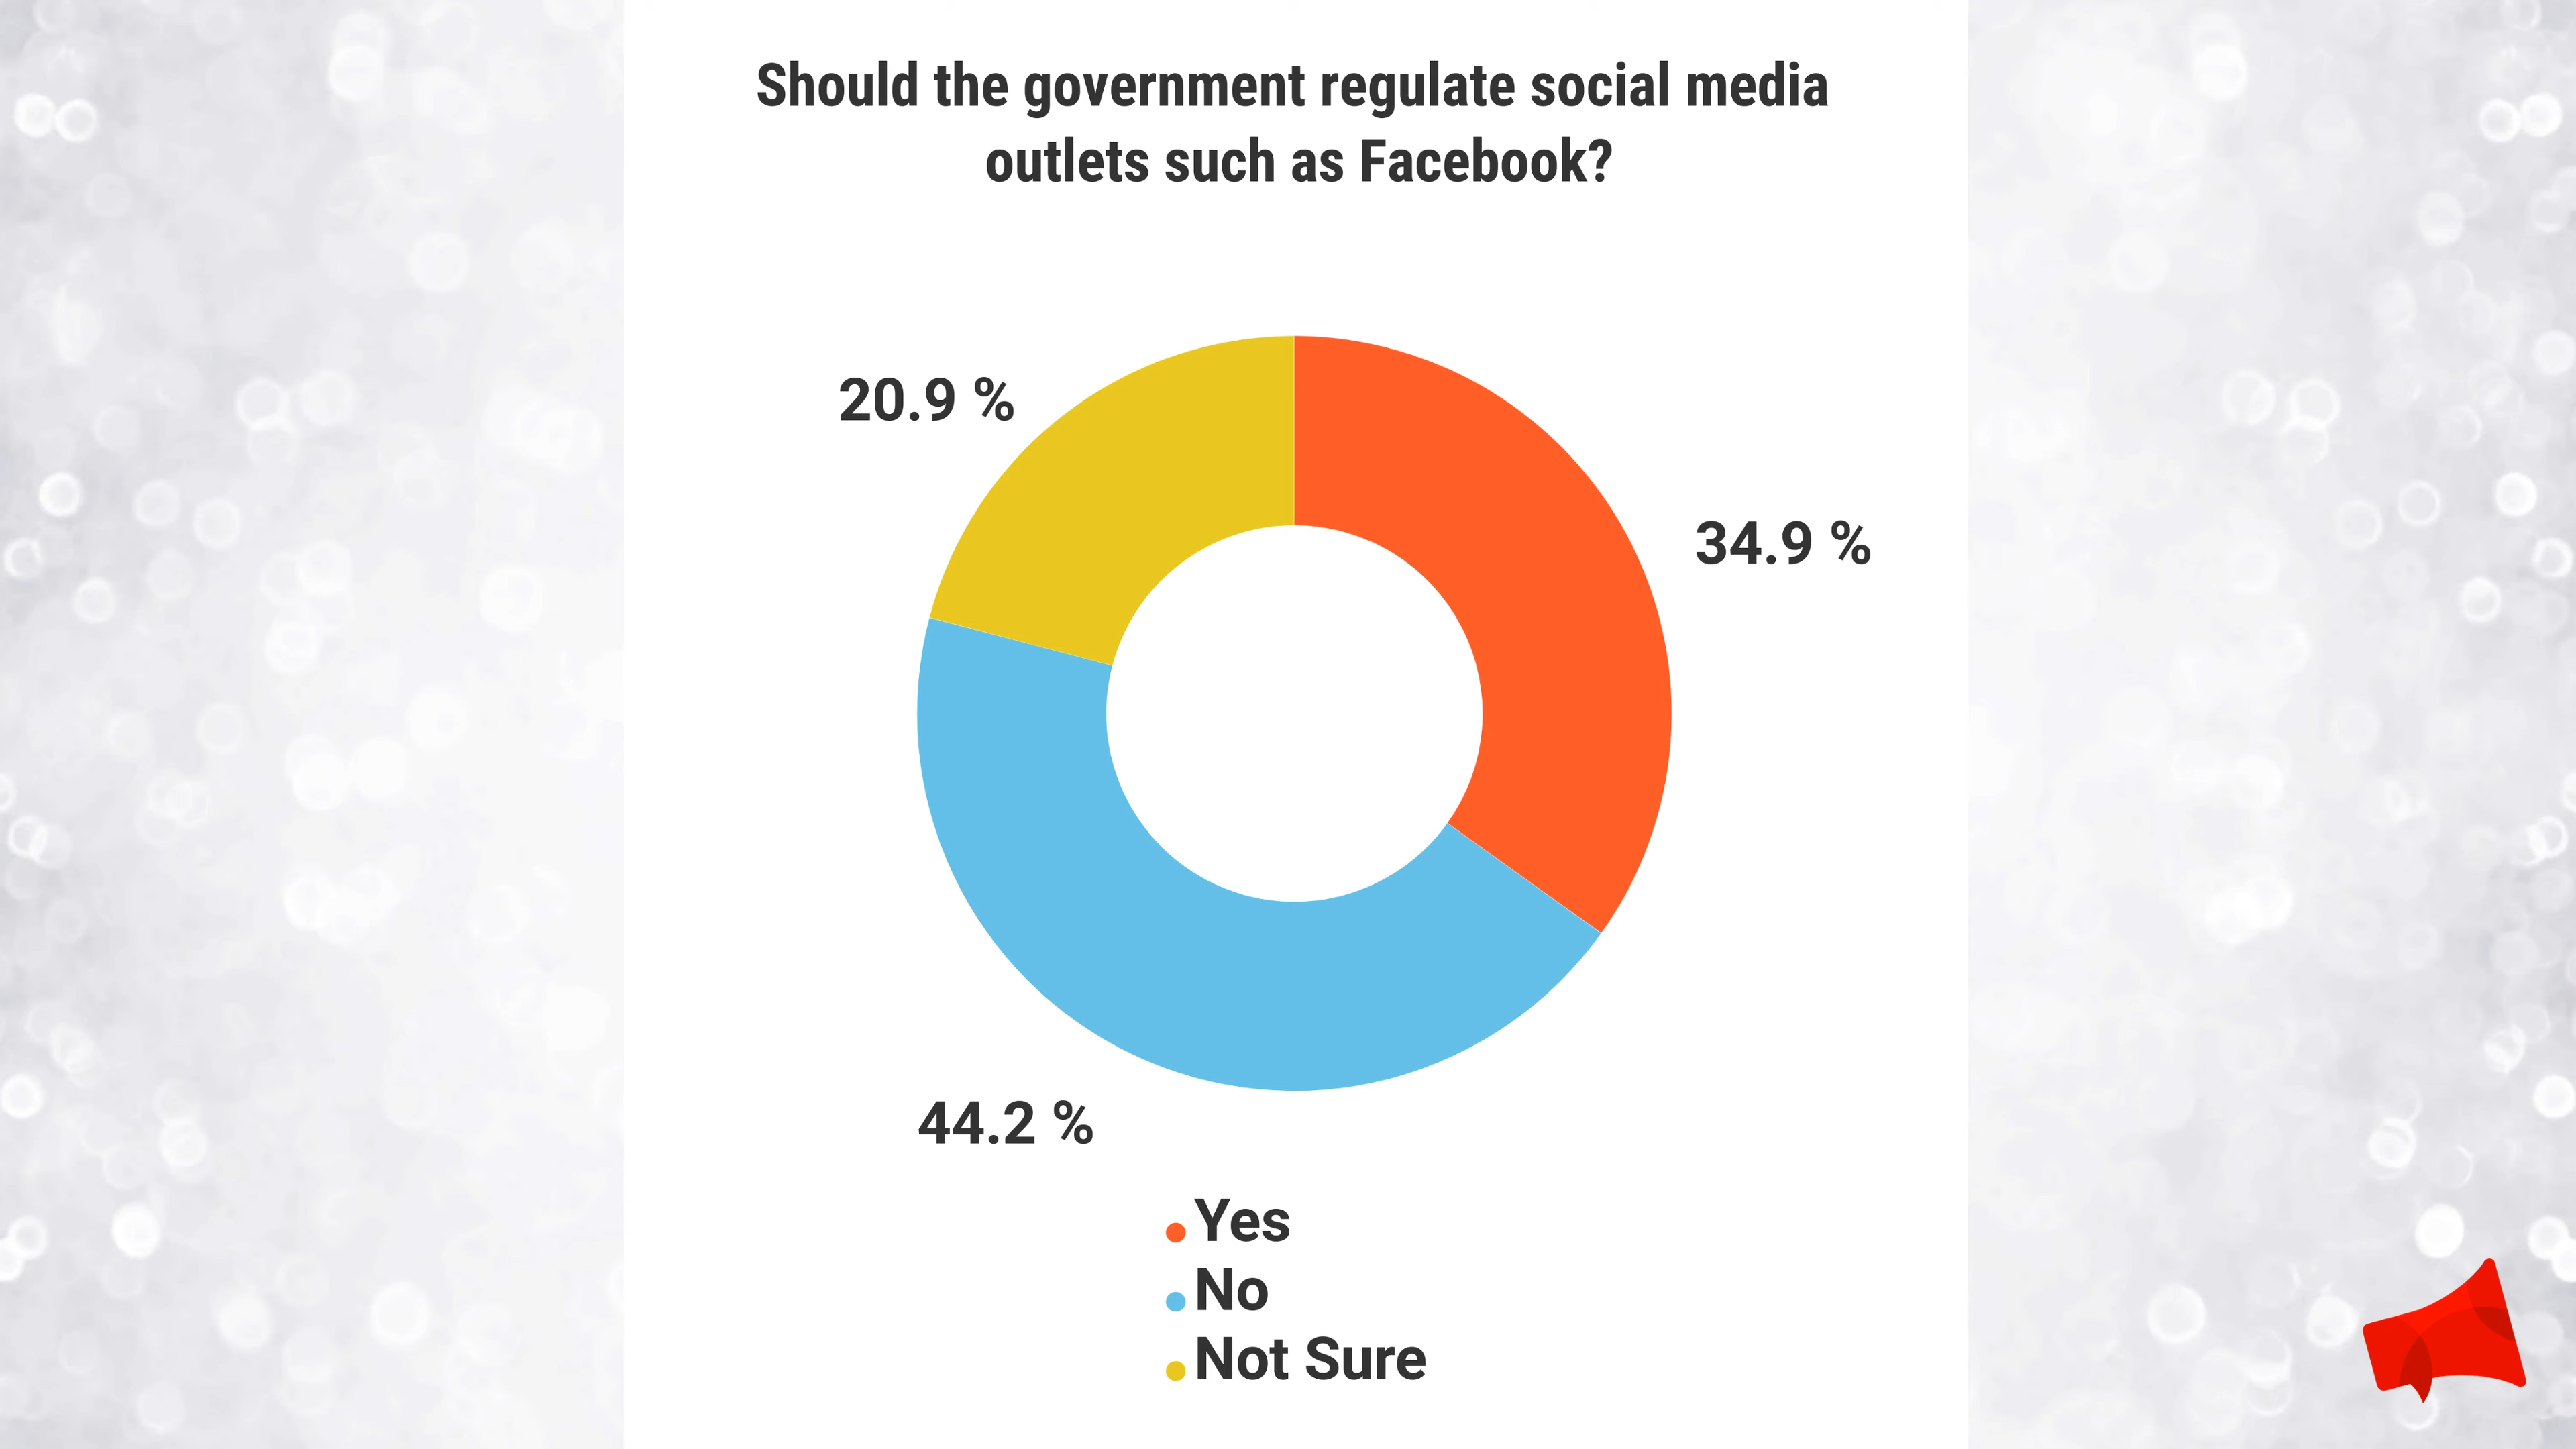 Should the government regulate social media
outlets such as Facebook?
20.9 %
34.9 %
44.2 %
Yes
No
Not Sure